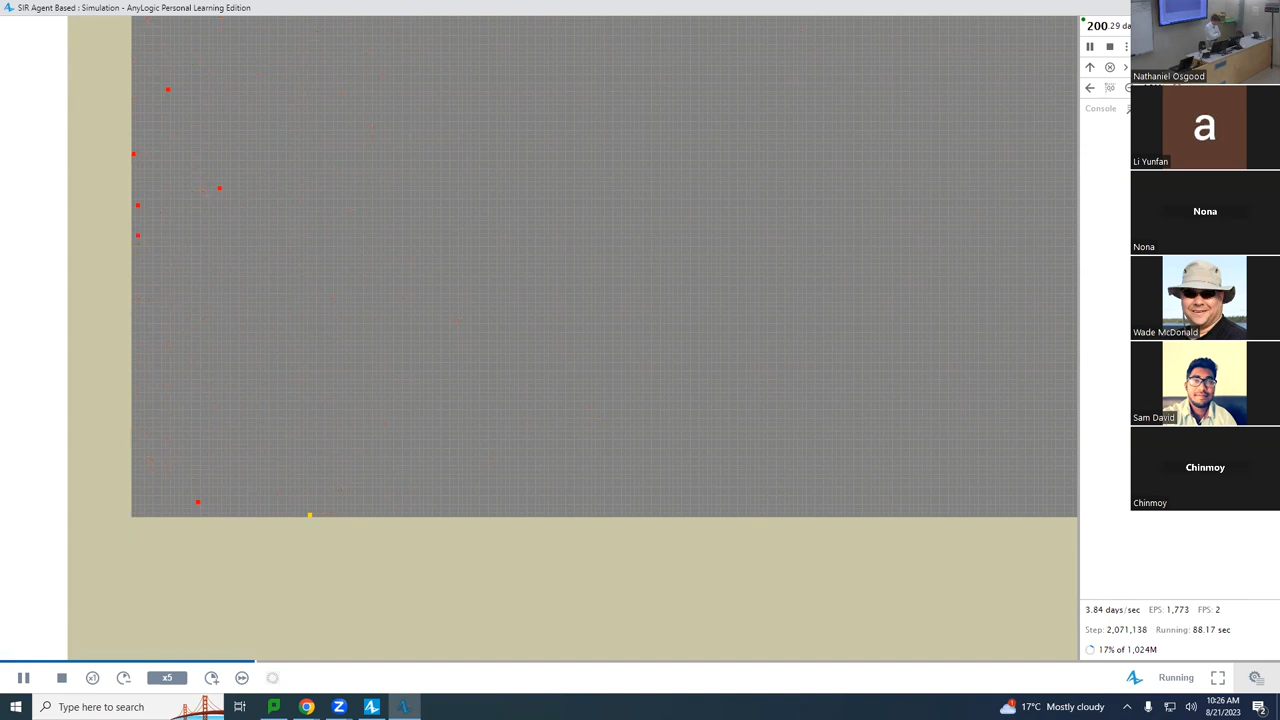 SIR Agent Based : Simulation - AnyLogic Personal Learning Edition
200.29 da
Console
Nathaniel Osgood
a
Li Yunfan
Nona
Nona
Wade McDonald
Sam David
Chinmoy
Chinmoy
3.84 days/sec EPS: 1,773 FPS: 2
Step: 2,071,138 Running: 88.17 sec
17% of 1,024M
x1
x5
Running
Type here to search
17°C Mostly cloudy
10:26 AM
8/21/2023
2